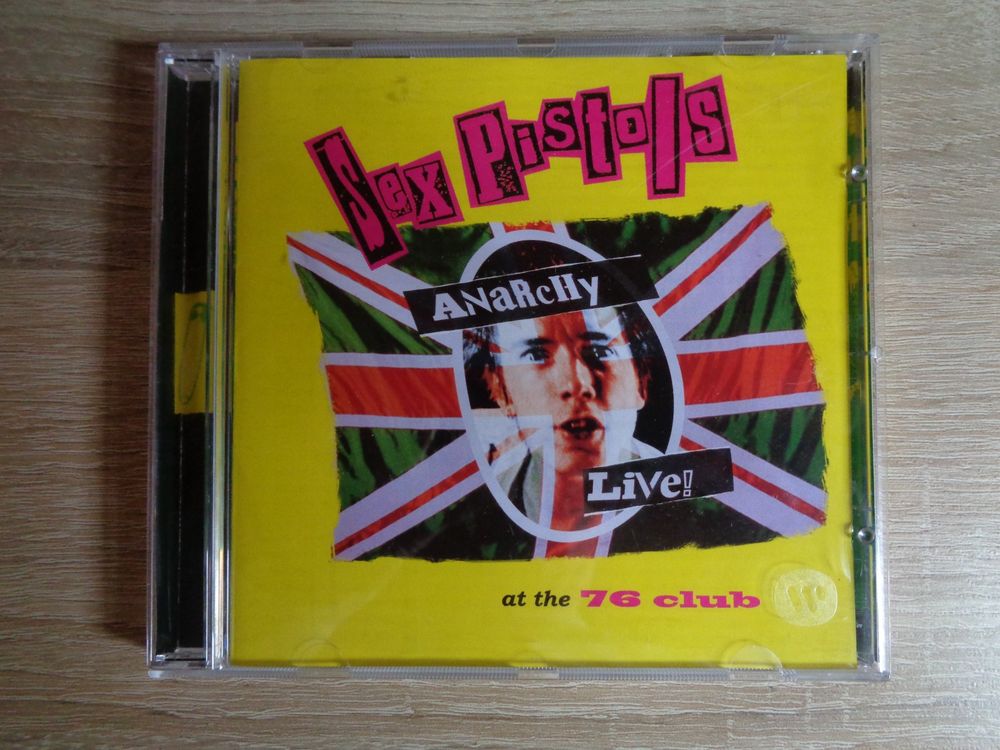 Sex Pistols
ANaRcHy
LiVe!
at the 76 club